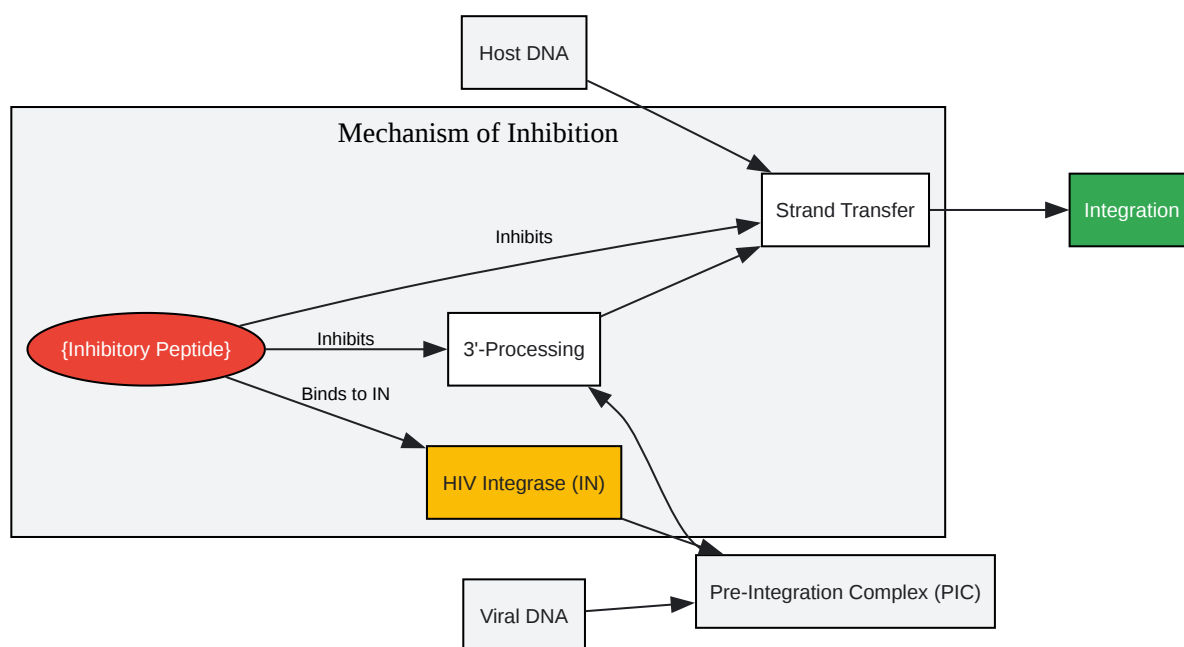 Host DNA
Mechanism of Inhibition
Strand Transfer
Integration
Inhibits
{Inhibitory Peptide}
Inhibits
3'-Processing
Binds to IN
HIV Integrase (IN)
Pre-Integration Complex (PIC)
Viral DNA